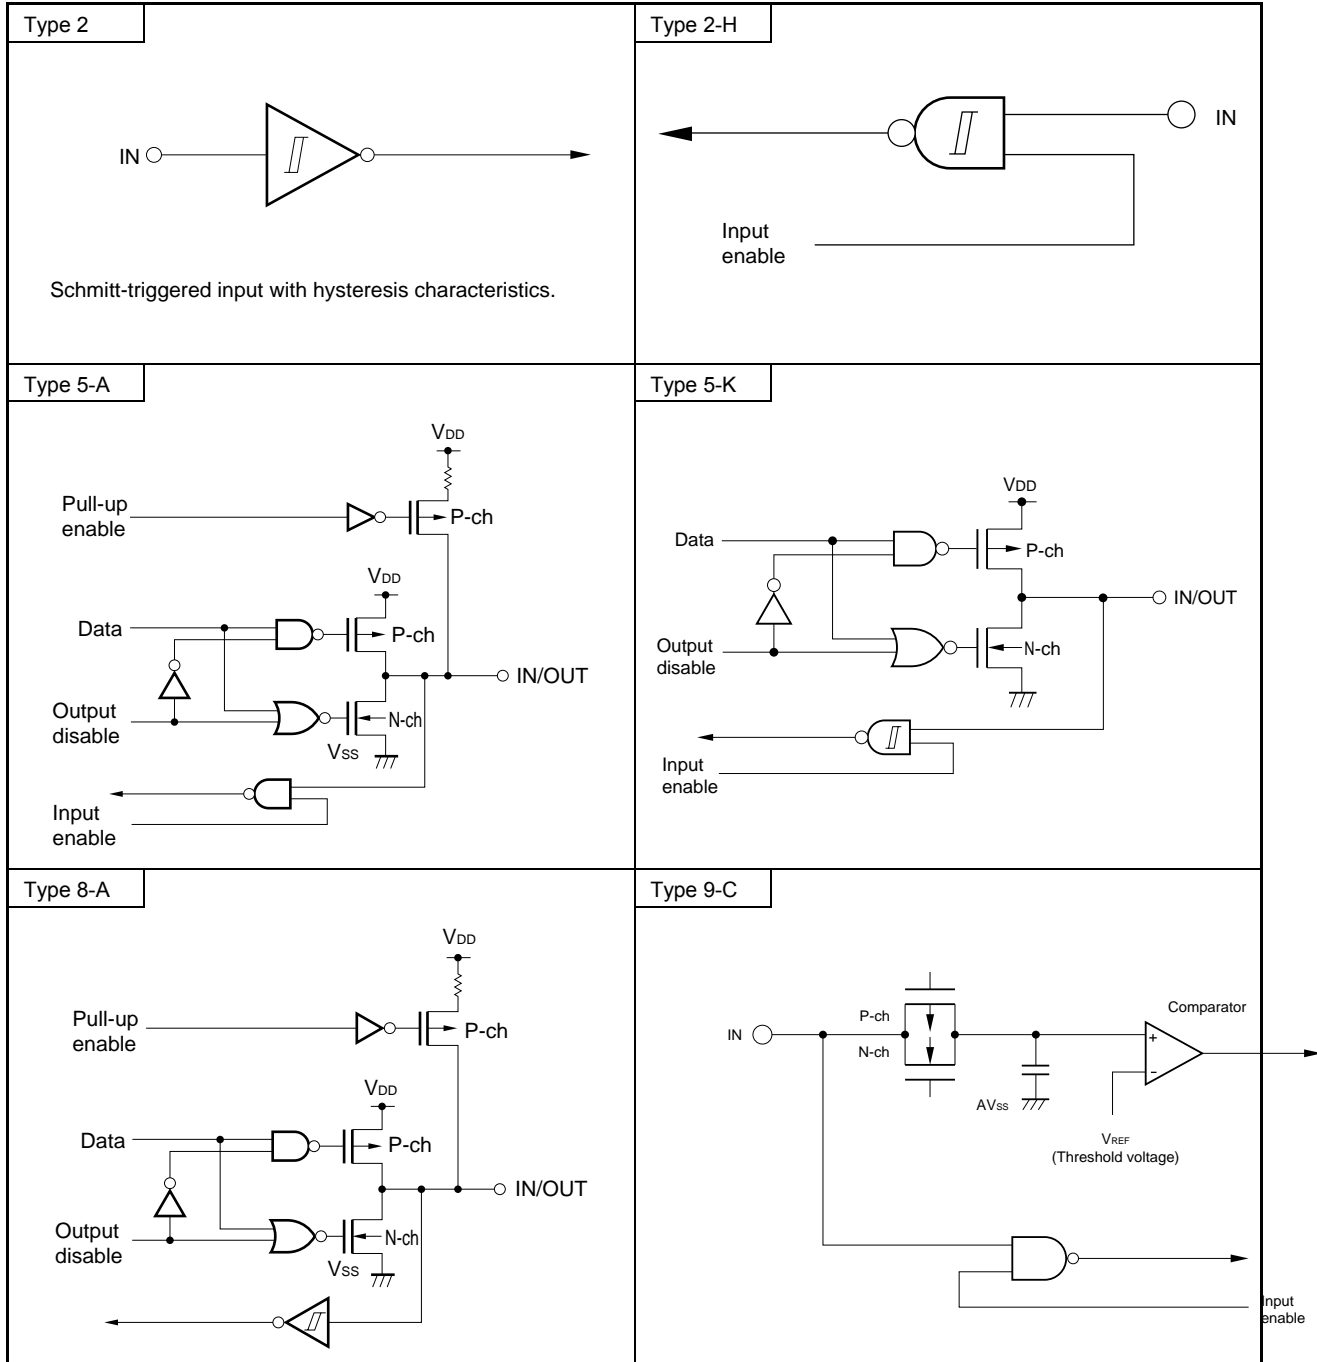 Type 2
IN
Schmitt-triggered input with hysteresis characteristics.
Type 2-H
IN
Input
enable
Type 5-A
VDD
Pull-up
enable
P-ch
VDD
Data
P-ch
IN/OUT
Output
disable
N-ch
VSS
Input
enable
Type 5-K
VDD
Data
P-ch
IN/OUT
Output
disable
N-ch
Input
enable
Type 8-A
VDD
Pull-up
enable
P-ch
VDD
Data
P-ch
IN/OUT
Output
disable
N-ch
VSS
Type 9-C
Comparator
P-ch
IN
N-ch
+
–
AVSS
VREF
(Threshold voltage)
Input
enable